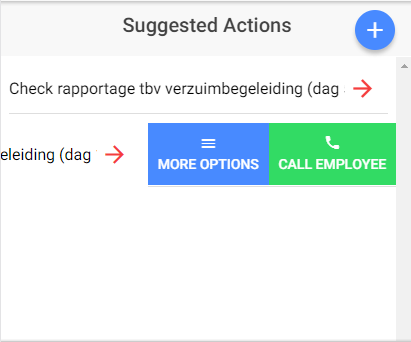 Suggested Actions
Check rapportage tbv verzuimbegeleiding (dag
eleiding (dag
MORE OPTIONS
CALL EMPLOYEE